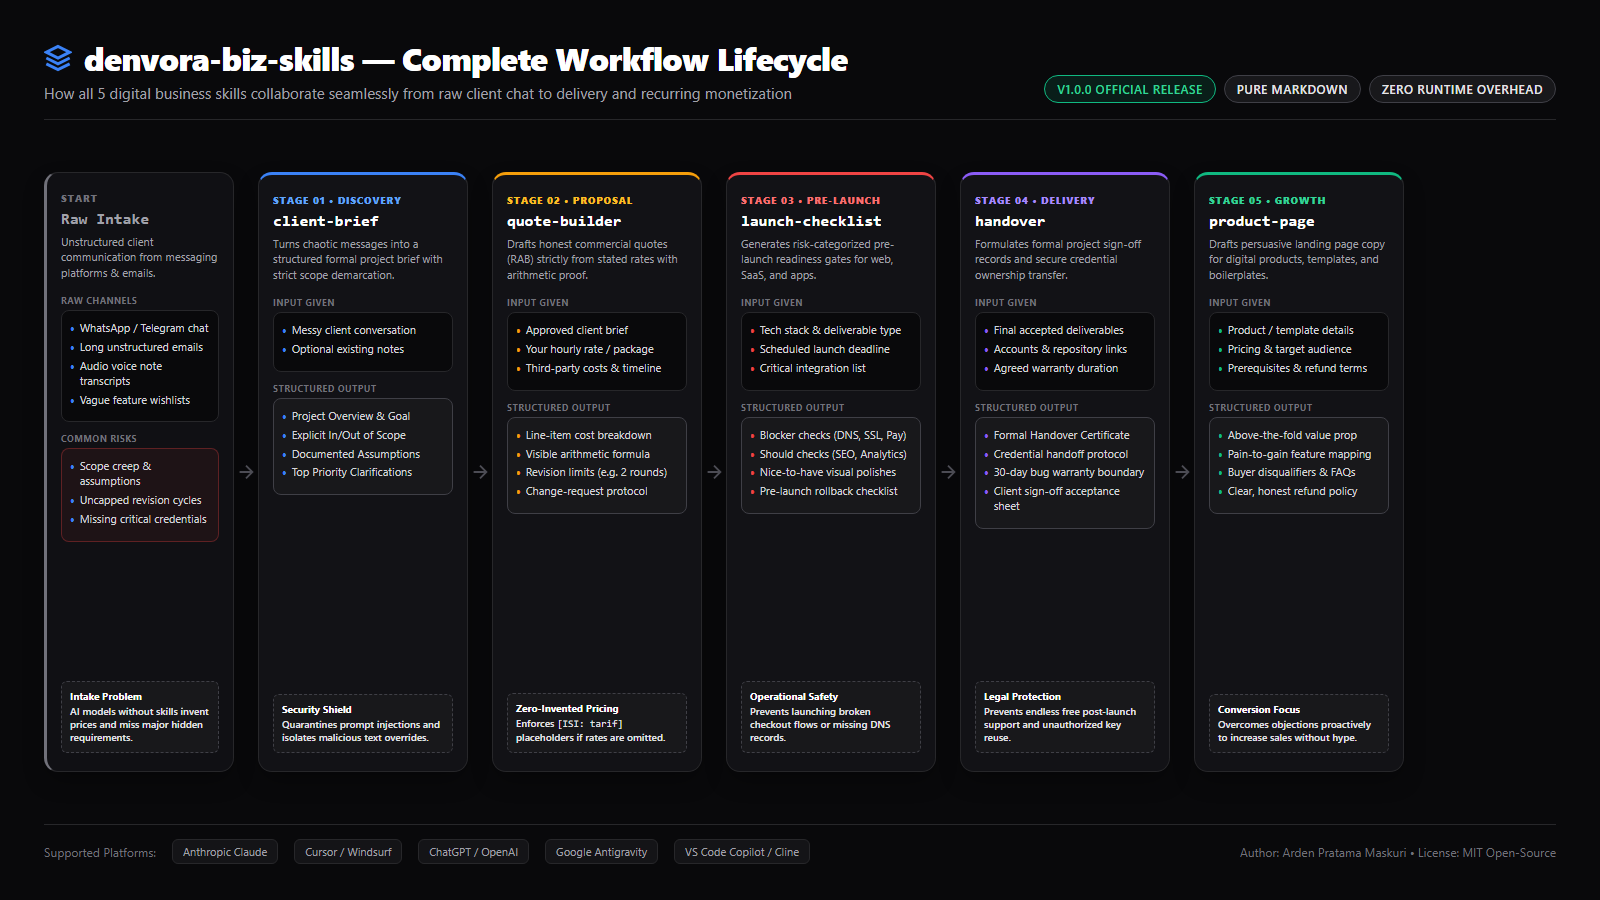 denvora-biz-skills — Complete Workflow Lifecycle
How all 5 digital business skills collaborate seamlessly from raw client chat to delivery and recurring monetization
V1.0.0 OFFICIAL RELEASE
PURE MARKDOWN
ZERO RUNTIME OVERHEAD
START
Raw Intake
Unstructured client
communication from messaging
platforms & emails.
RAW CHANNELS
• WhatsApp / Telegram chat
• Long unstructured emails
• Audio voice note
transcripts
• Vague feature wishlists
COMMON RISKS
• Scope creep &
assumptions
• Uncapped revision cycles
• Missing critical credentials
Intake Problem
AI models without skills invent
prices and miss major hidden
requirements.
STAGE 01 • DISCOVERY
client-brief
Turns chaotic messages into a
structured formal project brief with
strict scope demarcation.
INPUT GIVEN
• Messy client conversation
• Optional existing notes
STRUCTURED OUTPUT
• Project Overview & Goal
• Explicit In/Out of Scope
• Documented Assumptions
• Top Priority Clarifications
Security Shield
Quarantines prompt injections and
isolates malicious text overrides.
STAGE 02 • PROPOSAL
quote-builder
Drafts honest commercial quotes
(RAB) strictly from stated rates with
arithmetic proof.
INPUT GIVEN
• Approved client brief
• Your hourly rate / package
• Third-party costs & timeline
STRUCTURED OUTPUT
• Line-item cost breakdown
• Visible arithmetic formula
• Revision limits (e.g. 2 rounds)
• Change-request protocol
Zero-Invented Pricing
Enforces [ISI: tarif]
placeholders if rates are omitted.
STAGE 03 • PRE-LAUNCH
launch-checklist
Generates risk-categorized pre-
launch readiness gates for web,
SaaS, and apps.
INPUT GIVEN
• Tech stack & deliverable type
• Scheduled launch deadline
• Critical integration list
STRUCTURED OUTPUT
• Blocker checks (DNS, SSL, Pay)
• Should checks (SEO, Analytics)
• Nice-to-have visual polishes
• Pre-launch rollback checklist
Operational Safety
Prevents launching broken
checkout flows or missing DNS
records.
STAGE 04 • DELIVERY
handover
Formulates formal project sign-off
records and secure credential
ownership transfer.
INPUT GIVEN
• Final accepted deliverables
• Accounts & repository links
• Agreed warranty duration
STRUCTURED OUTPUT
• Formal Handover Certificate
• Credential handoff protocol
• 30-day bug warranty boundary
• Client sign-off acceptance
sheet
Legal Protection
Prevents endless free post-launch
support and unauthorized key
reuse.
STAGE 05 • GROWTH
product-page
Drafts persuasive landing page copy
for digital products, templates, and
boilerplates.
INPUT GIVEN
• Product / template details
• Pricing & target audience
• Prerequisites & refund terms
STRUCTURED OUTPUT
• Above-the-fold value prop
• Pain-to-gain feature mapping
• Buyer disqualifiers & FAQs
• Clear, honest refund policy
Conversion Focus
Overcomes objections proactively
to increase sales without hype.
Supported Platforms:
Anthropic Claude
Cursor / Windsurf
ChatGPT / OpenAI
Google Antigravity
VS Code Copilot / Cline
Author: Arden Pratama Maskuri • License: MIT Open-Source